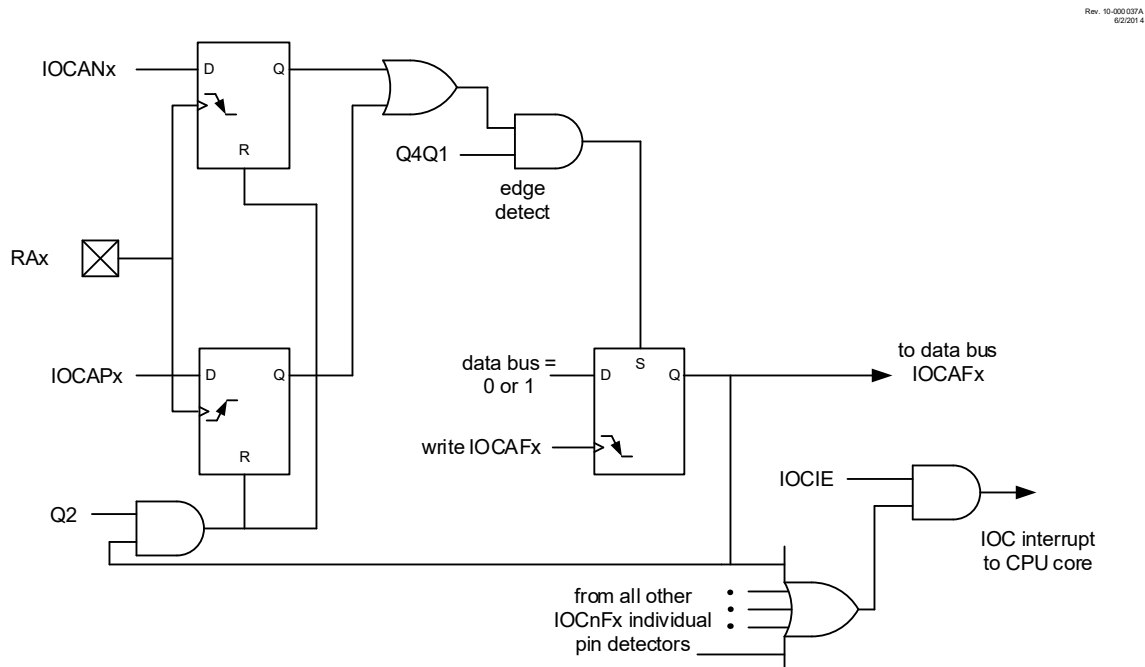 Rev. 10-000037A
6/2/2014
IOCANx
D
Q
R
Q4Q1
edge
detect
RAx
IOCAPx
D
Q
R
data bus =
0 or 1
S
D
Q
to data bus
IOCAFx
write IOCAFx
IOCIE
Q2
IOC interrupt
to CPU core
from all other
IOCnFx individual
pin detectors